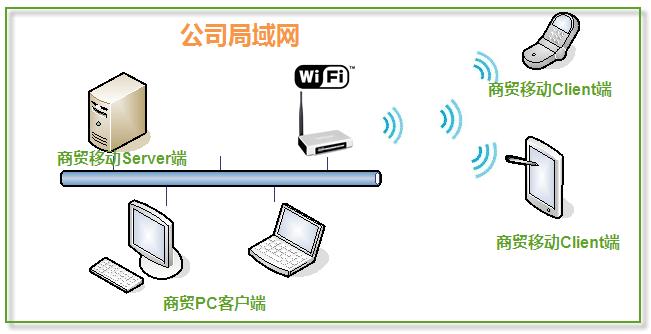 公司局域网
WiFi™
商贸移动Client端
商贸移动Server端
商贸移动Client端
商贸PC客户端